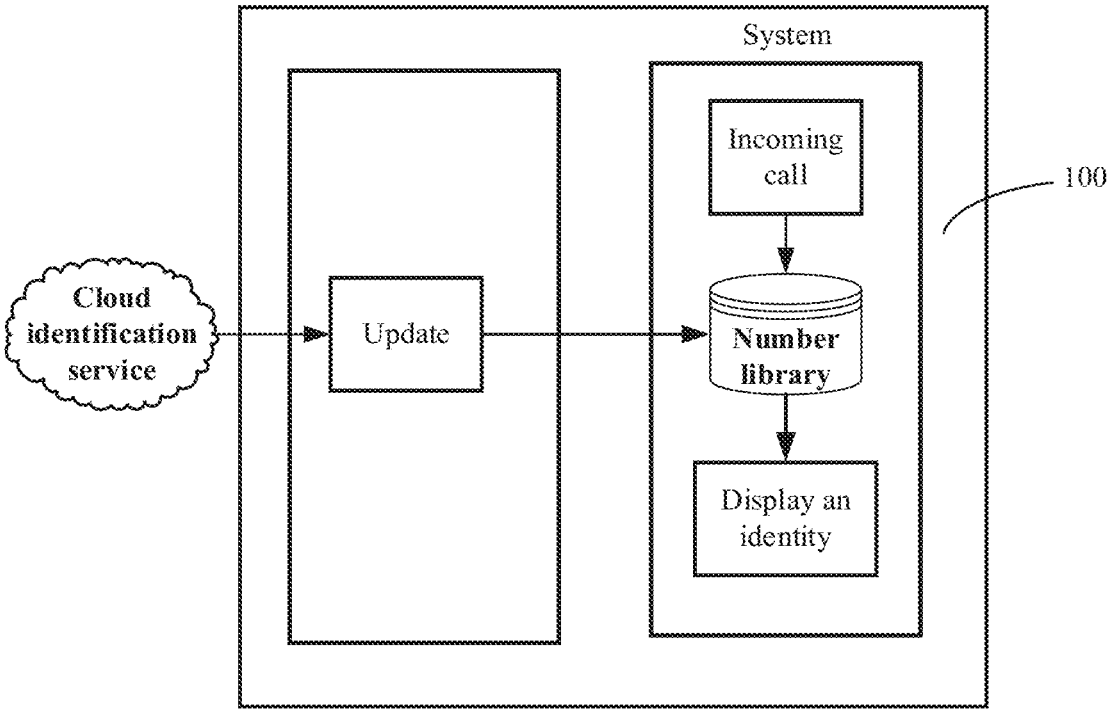 System
Incoming
call
100
Cloud
identification
service
Update
Number
library
Display an
identity